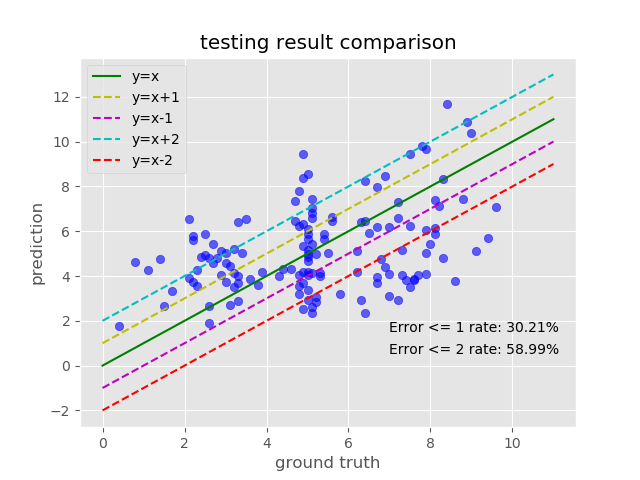 testing result comparison
y=x
y=x+1
y=x-1
y=x+2
y=x-2
12
10
8
6
4
2
0
−2
prediction
Error <= 1 rate: 30.21%
Error <= 2 rate: 58.99%
0 2 4 6 8 10
ground truth